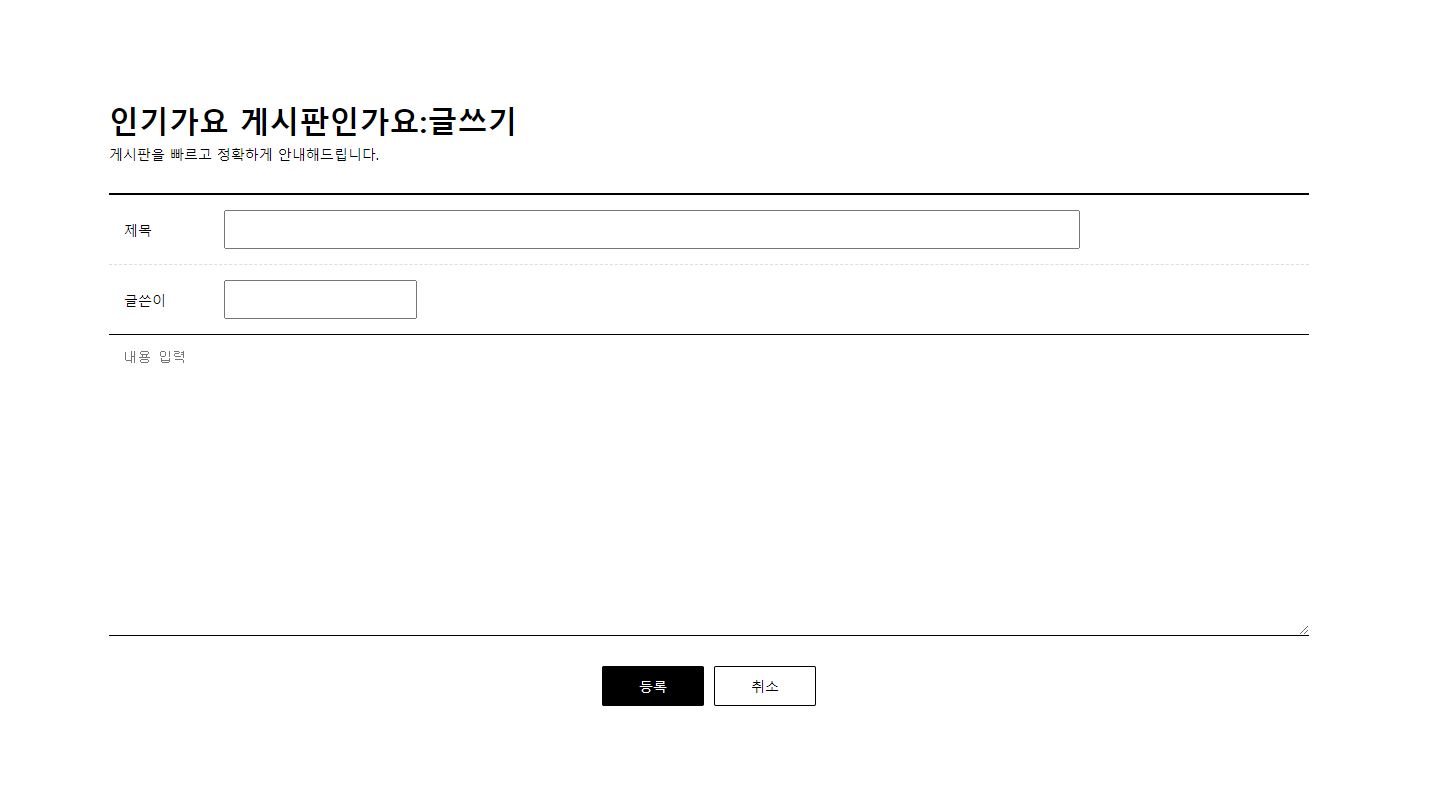 인기가요 게시판인가요:글쓰기
게시판을 빠르고 정확하게 안내해드립니다.
제목
글쓴이
내용 입력
등록 취소